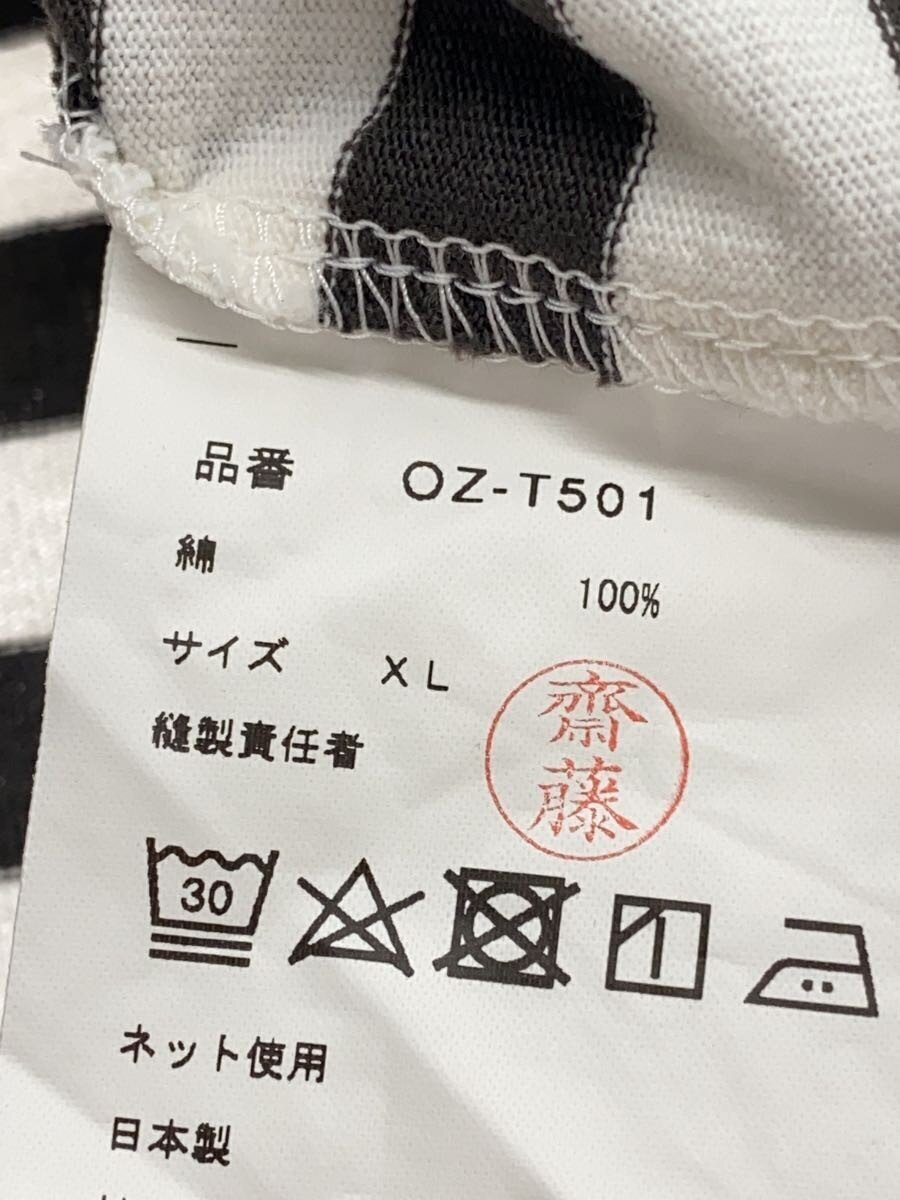 品番 OZ-T501
綿 100%
サイズ XL
縫製責任者 齋藤
30
ネット使用
日本製